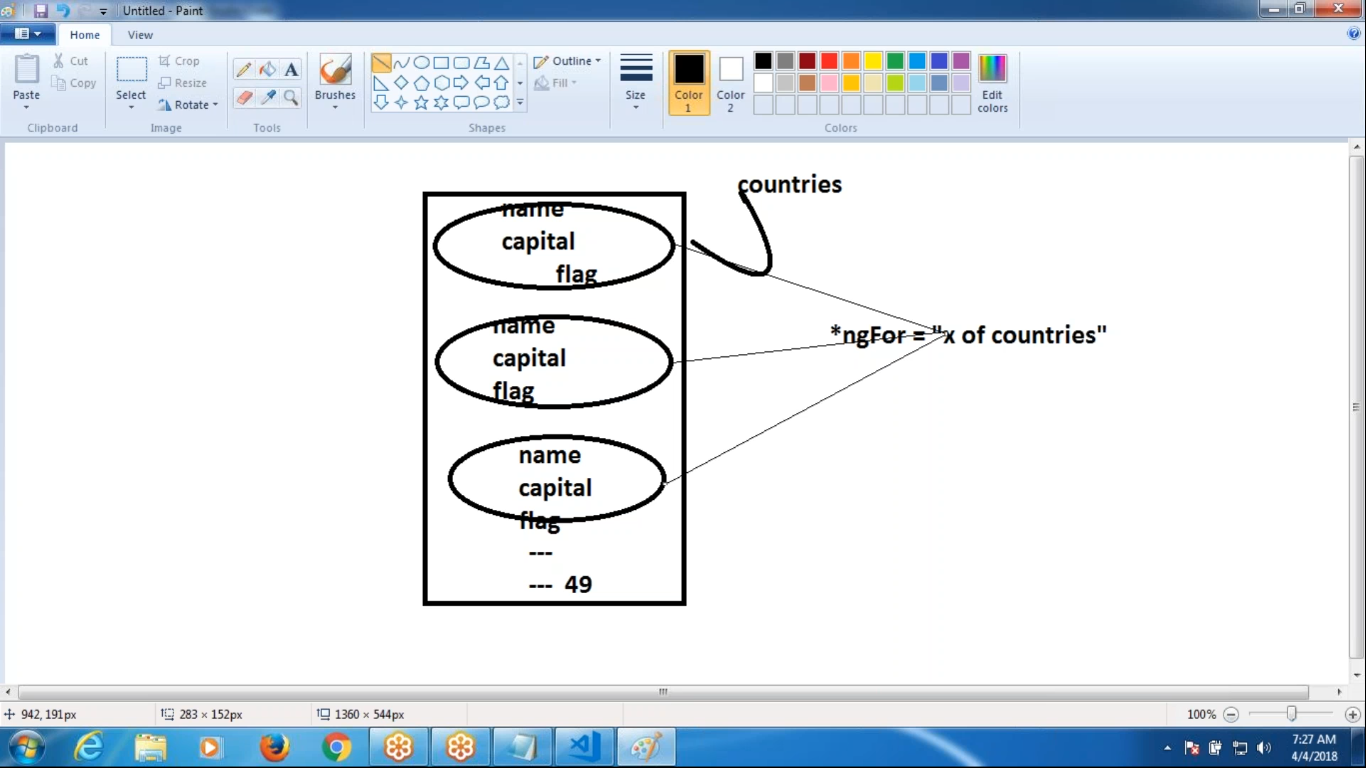 Untitled - Paint
Home View
Cut
Copy
Paste
Clipboard
Crop
Resize
Rotate
Select
Image
Tools
Brushes
Outline
Fill
Shapes
Size
Color 1
Color 2
Edit colors
Colors
countries
name
capital
flag
*ngFor = "x of countries"
name
capital
flag
name
capital
flag
---
--- 49
942, 191px 283 × 152px 1360 × 544px 100%
7:27 AM
4/4/2018